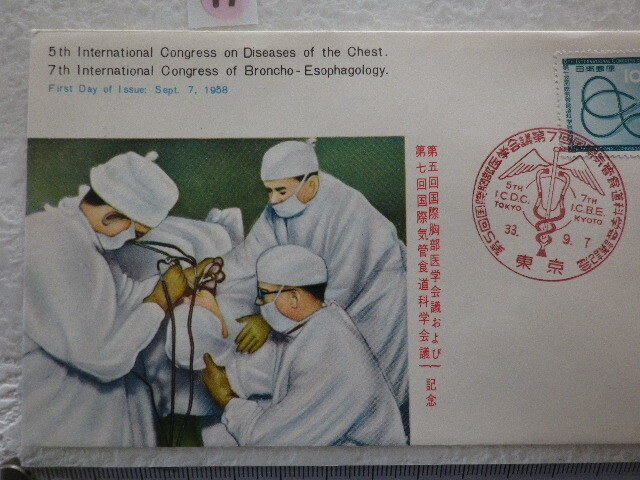 17
5th International Congress on Diseases of the Chest.
7th International Congress of Broncho-Esophagology.
First Day of Issue: Sept. 7, 1958
日本郵便
10
第五回国際胸部医学会議および
第七回国際気管食道科学会議
記念
5TH
I.C.D.C.
TOKYO
7TH
I.C.B.E.
KYOTO
33. 9. 7
東京